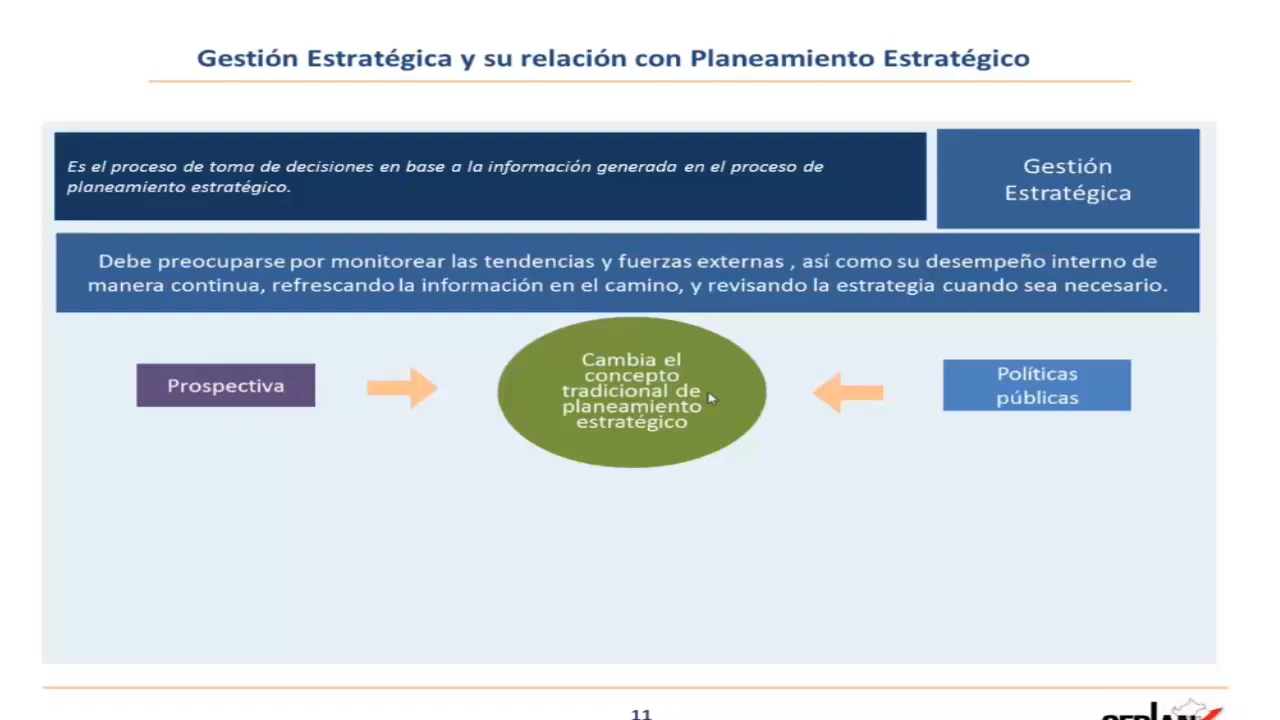 Gestión Estratégica y su relación con Planeamiento Estratégico
Es el proceso de toma de decisiones en base a la información generada en el proceso de
planeamiento estratégico.
Gestión
Estratégica
Debe preocuparse por monitorear las tendencias y fuerzas externas , así como su desempeño interno de
manera continua, refrescando la información en el camino, y revisando la estrategia cuando sea necesario.
Prospectiva
Cambia el
concepto
tradicional de
planeamiento
estratégico
Políticas
públicas
11